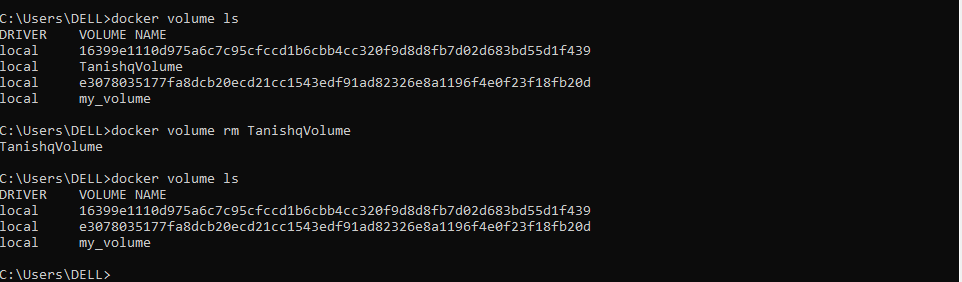 C:\Users\DELL>docker volume ls
DRIVER    VOLUME NAME
local     16399e1110d975a6c7c95cfccd1b6cbb4cc320f9d8d8fb7d02d683bd55d1f439
local     TanishqVolume
local     e3078035177fa8dcb20ecd21cc1543edf91ad82326e8a1196f4e0f23f18fb20d
local     my_volume
C:\Users\DELL>docker volume rm TanishqVolume
TanishqVolume
C:\Users\DELL>docker volume ls
DRIVER    VOLUME NAME
local     16399e1110d975a6c7c95cfccd1b6cbb4cc320f9d8d8fb7d02d683bd55d1f439
local     e3078035177fa8dcb20ecd21cc1543edf91ad82326e8a1196f4e0f23f18fb20d
local     my_volume
C:\Users\DELL>